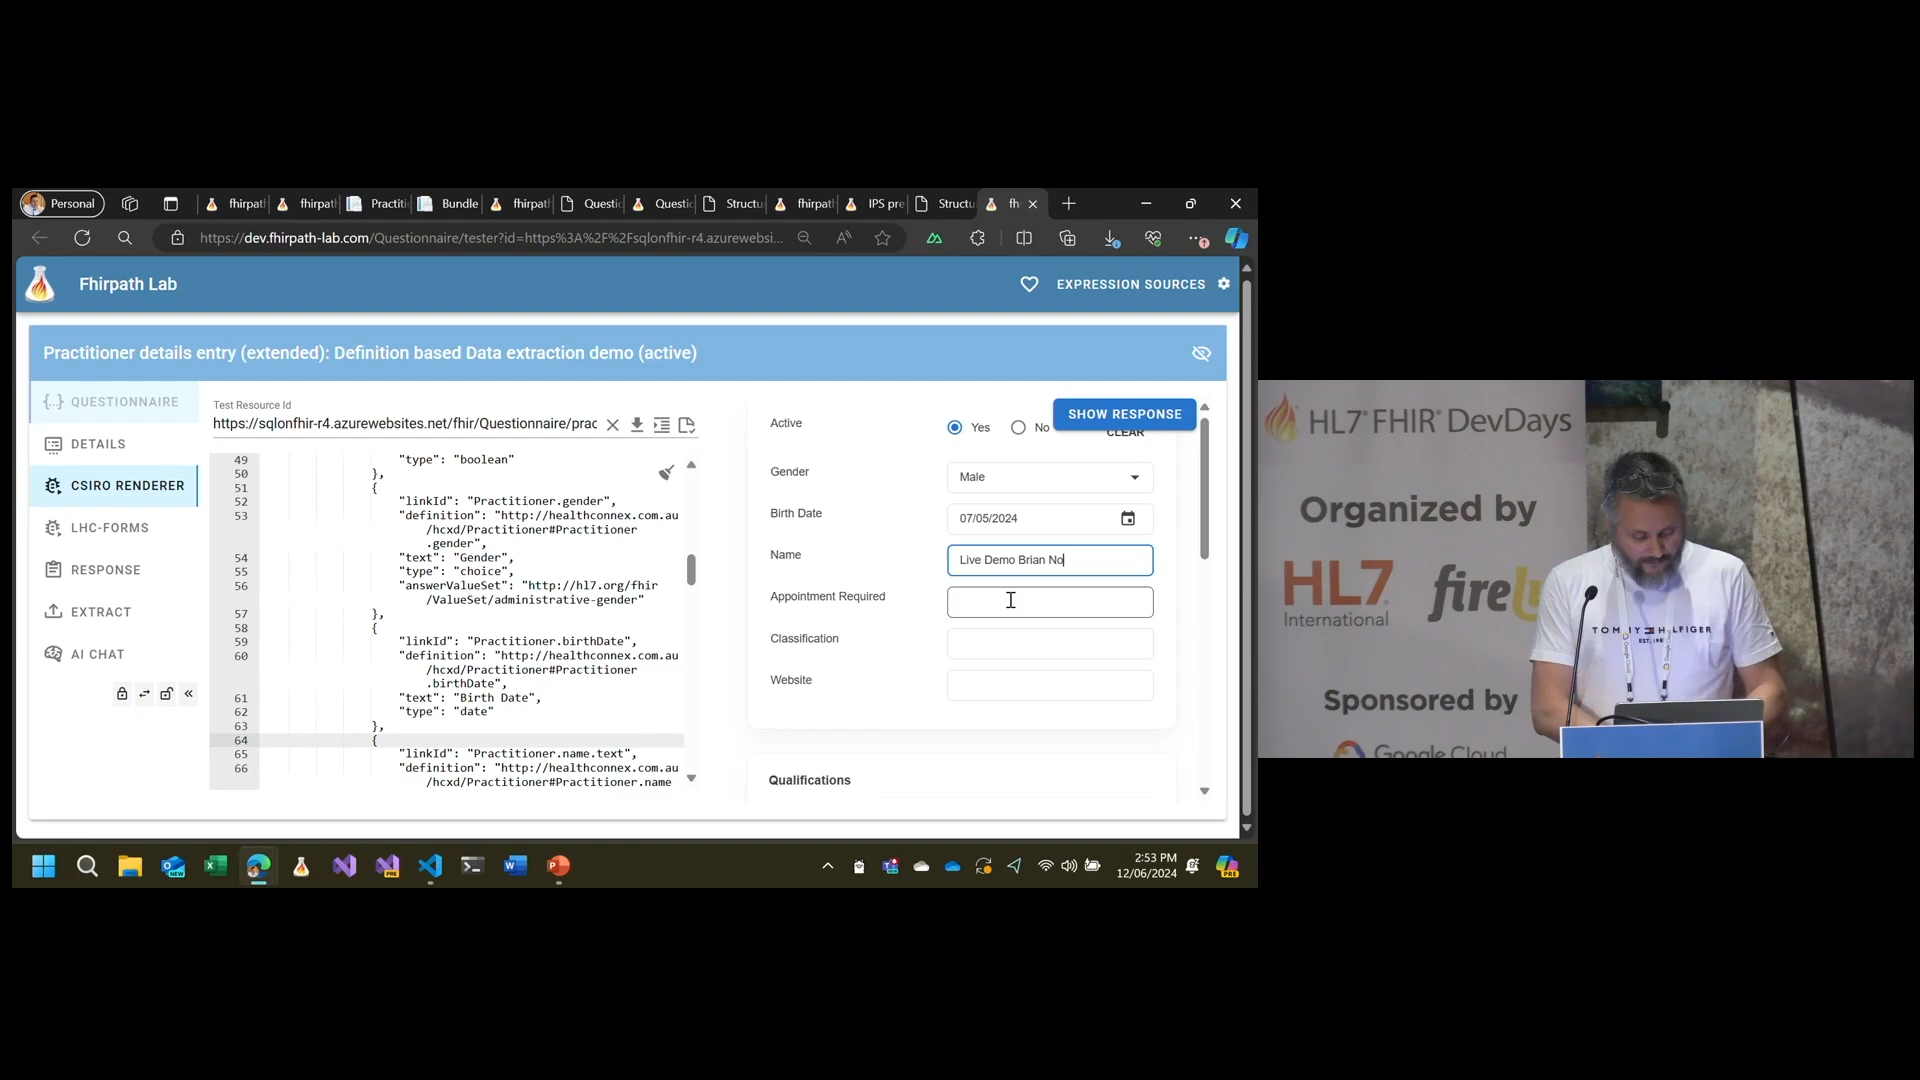 Personal
fhirpath
fhirpath
Practiti
Bundle
fhirpath
Questic
Questic
Structu
fhirpath
IPS pre
Structu
fh
https://dev.fhirpath-lab.com/Questionnaire/tester?id=https%3A%2F%2Fsqlonfhir-r4.azurewebsi...
Fhirpath Lab
EXPRESSION SOURCES
Practitioner details entry (extended): Definition based Data extraction demo (active)
QUESTIONNAIRE
DETAILS
CSIRO RENDERER
LHC-FORMS
RESPONSE
EXTRACT
AI CHAT
Test Resource Id
https://sqlonfhir-r4.azurewebsites.net/fhir/Questionnaire/prac
49 "type": "boolean"
50 },
51 {
52 "linkId": "Practitioner.gender",
53 "definition": "http://healthconnex.com.au
/hcxd/Practitioner#Practitioner
.gender",
54 "text": "Gender",
55 "type": "choice",
56 "answerValueSet": "http://hl7.org/fhir
/ValueSet/administrative-gender"
57 },
58 {
59 "linkId": "Practitioner.birthDate",
60 "definition": "http://healthconnex.com.au
/hcxd/Practitioner#Practitioner
.birthDate",
61 "text": "Birth Date",
62 "type": "date"
63 },
64 {
65 "linkId": "Practitioner.name.text",
66 "definition": "http://healthconnex.com.au
/hcxd/Practitioner#Practitioner.name
SHOW RESPONSE
Active
Yes
No
CLEAR
Gender
Male
Birth Date
07/05/2024
Name
Live Demo Brian No
Appointment Required
Classification
Website
Qualifications
2:53 PM
12/06/2024
HL7 FHIR DevDays
Organized by
HL7
International
firely
Sponsored by
Google Cloud
TOMMY HILFIGER